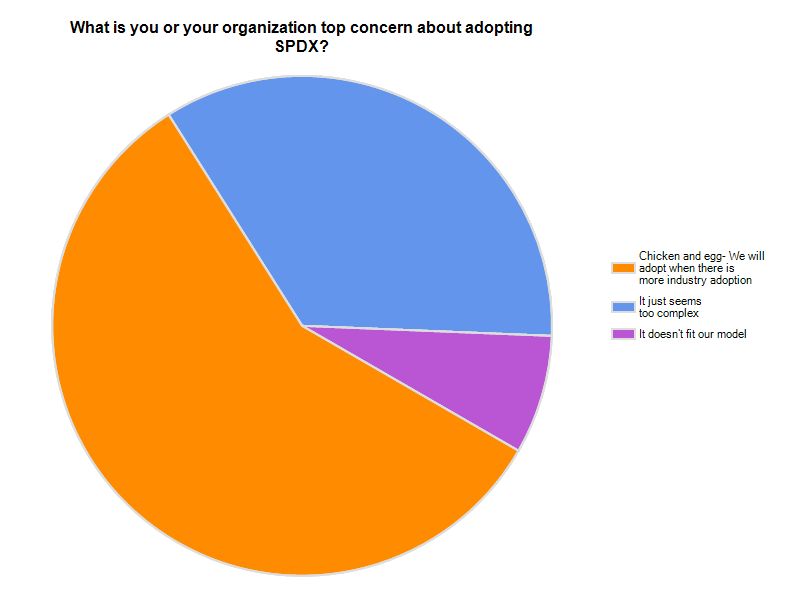 What is you or your organization top concern about adopting
SPDX?
Chicken and egg- We will
adopt when there is
more industry adoption
It just seems
too complex
It doesn't fit our model